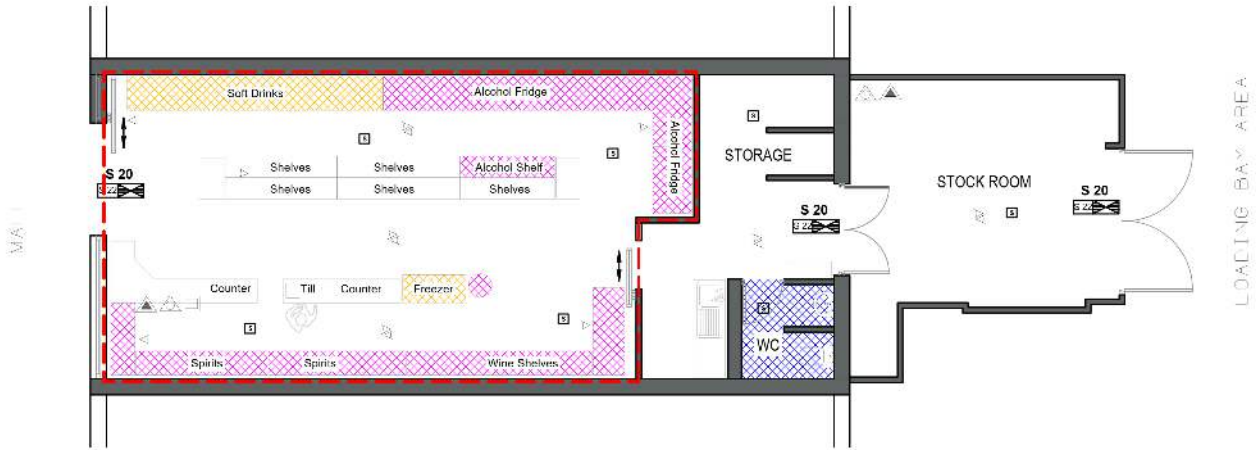 Soft Drinks
Alcohol Fridge
Alcohol Fridge
S
S
S
STORAGE
Shelves
Shelves
Alcohol Shelf
Shelves
Shelves
Shelves
STOCK ROOM
S 20
S 20
S 20
S
LOADING BAY AREA
Counter
Till
Counter
Freezer
S
S
S
WC
Spirits
Spirits
Wine Shelves